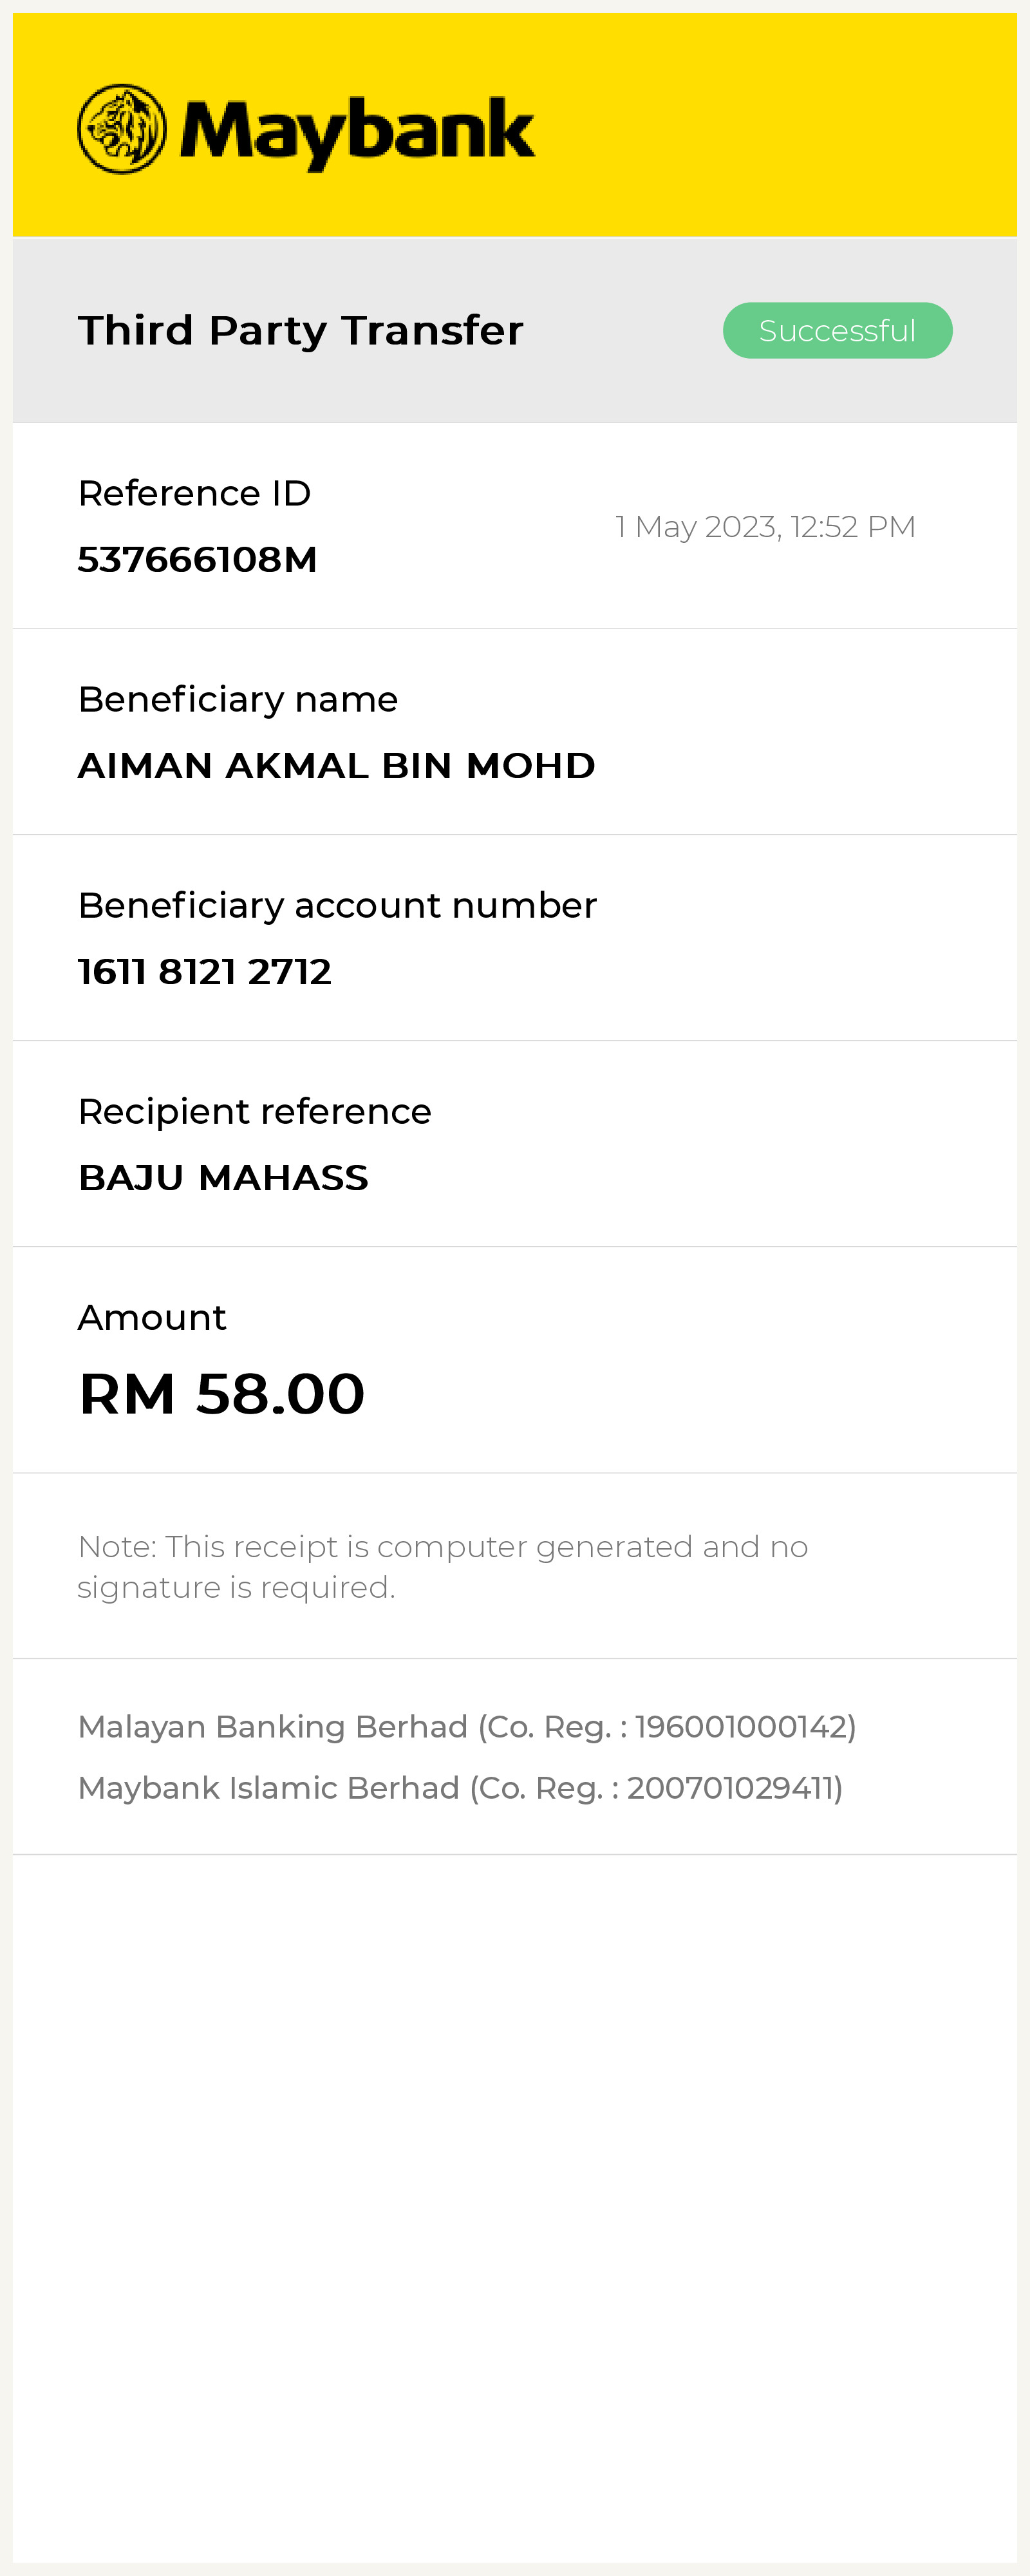 Maybank
Third Party Transfer
Successful
Reference ID
537666108M
1 May 2023, 12:52 PM
Beneficiary name
AIMAN AKMAL BIN MOHD
Beneficiary account number
1611 8121 2712
Recipient reference
BAJU MAHASS
Amount
RM 58.00
Note: This receipt is computer generated and no
signature is required.
Malayan Banking Berhad (Co. Reg. : 196001000142)
Maybank Islamic Berhad (Co. Reg. : 200701029411)